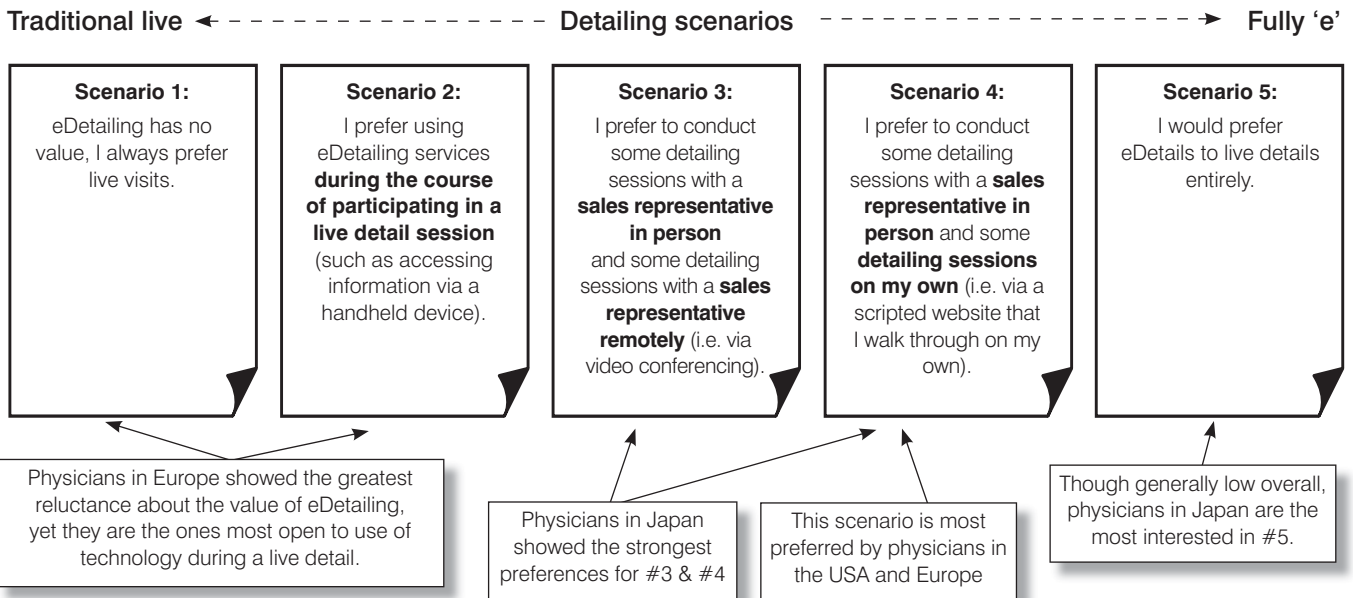 Traditional live Detailing scenarios Fully ‘e’
Scenario 1:
eDetailing has no
value, I always prefer
live visits.
Scenario 2:
I prefer using
eDetailing services
during the course
of participating in a
live detail session
(such as accessing
information via a
handheld device).
Scenario 3:
I prefer to conduct
some detailing
sessions with a
sales representative
in person
and some detailing
sessions with a sales
representative
remotely (i.e. via
video conferencing).
Scenario 4:
I prefer to conduct
some detailing
sessions with a sales
representative in
person and some
detailing sessions
on my own (i.e. via a
scripted website that
I walk through on my
own).
Scenario 5:
I would prefer
eDetails to live details
entirely.
Physicians in Europe showed the greatest
reluctance about the value of eDetailing,
yet they are the ones most open to use of
technology during a live detail.
Physicians in Japan
showed the strongest
preferences for #3 & #4
This scenario is most
preferred by physicians in
the USA and Europe
Though generally low overall,
physicians in Japan are the
most interested in #5.